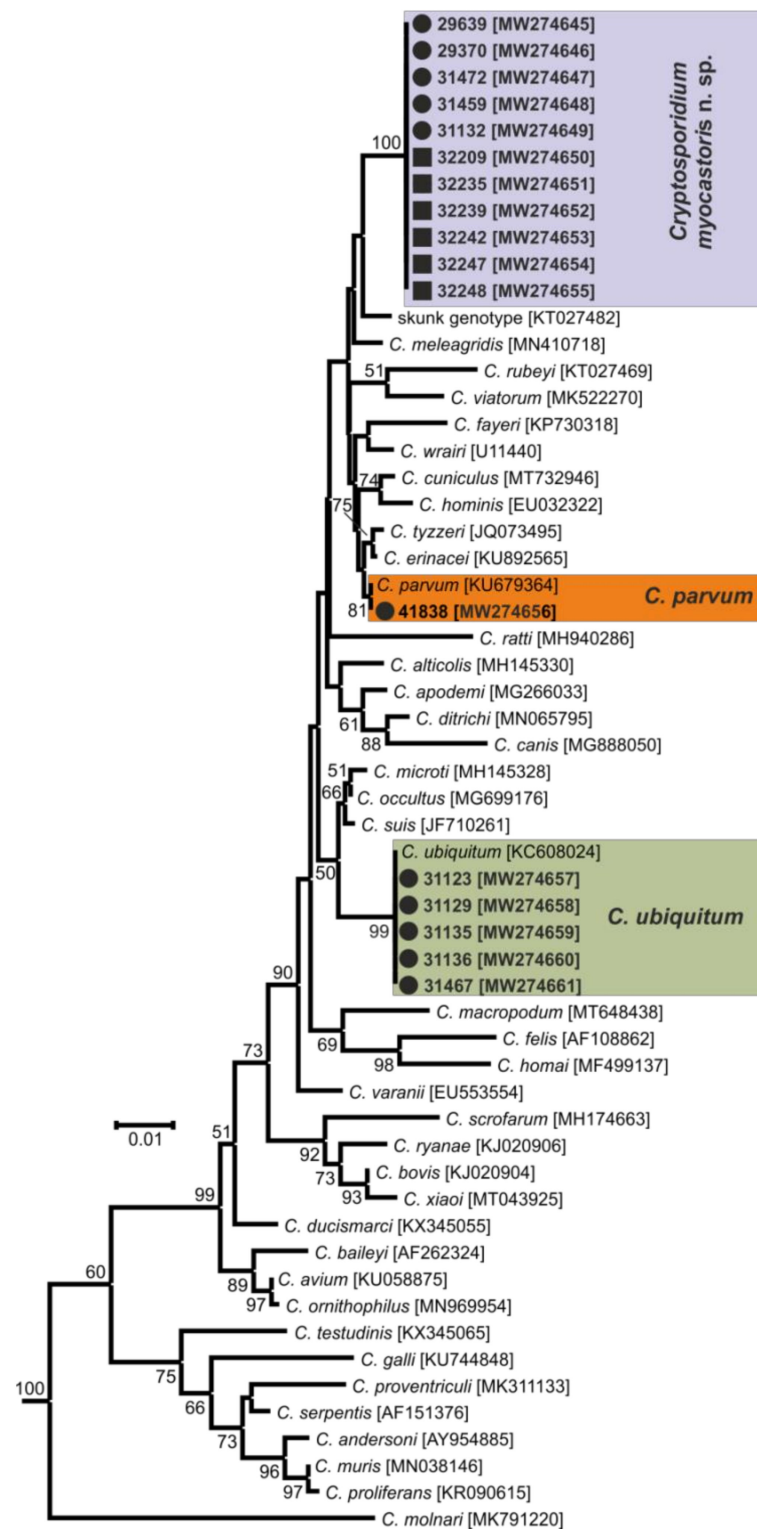 29639 [MW274645]
29370 [MW274646]
31472 [MW274647]
31459 [MW274648]
31132 [MW274649]
100
32209 [MW274650]
32235 [MW274651]
32239 [MW274652]
32242 [MW274653]
32247 [MW274654]
32248 [MW274655]
Cryptosporidium
myocastoris n. sp.
skunk genotype [KT027482]
C. meleagridis [MN410718]
51
C. rubeyi [KT027469]
C. viatorum [MK522270]
C. fayeri [KP730318]
C. wrairi [U11440]
74
C. cuniculus [MT732946]
75
C. hominis [EU032322]
C. tyzzeri [JQ073495]
C. erinacei [KU892565]
C. parvum [KU679364]
C. parvum
81
41838 [MW274656]
C. ratti [MH940286]
C. alticolis [MH145330]
C. apodemi [MG266033]
61
C. ditrichi [MN065795]
88
C. canis [MG888050]
51
C. microti [MH145328]
66
C. occultus [MG699176]
C. suis [JF710261]
C. ubiquitum [KC608024]
50
31123 [MW274657]
31129 [MW274658]
C. ubiquitum
99
31135 [MW274659]
31136 [MW274660]
31467 [MW274661]
90
C. macropodum [MT648438]
69
C. felis [AF108862]
98
C. homai [MF499137]
73
C. varanii [EU553554]
0.01
C. scrofarum [MH174663]
51
92
C. ryanae [KJ020906]
73
C. bovis [KJ020904]
99
93
C. xiaoi [MT043925]
C. ducismarci [KX345055]
C. baileyi [AF262324]
60
89
C. avium [KU058875]
97
C. ornithophilus [MN969954]
C. testudinis [KX345065]
75
C. galli [KU744848]
100
66
C. proventriculi [MK311133]
C. serpentis [AF151376]
73
C. andersoni [AY954885]
96
C. muris [MN038146]
97
C. proliferans [KR090615]
C. molnari [MK791220]